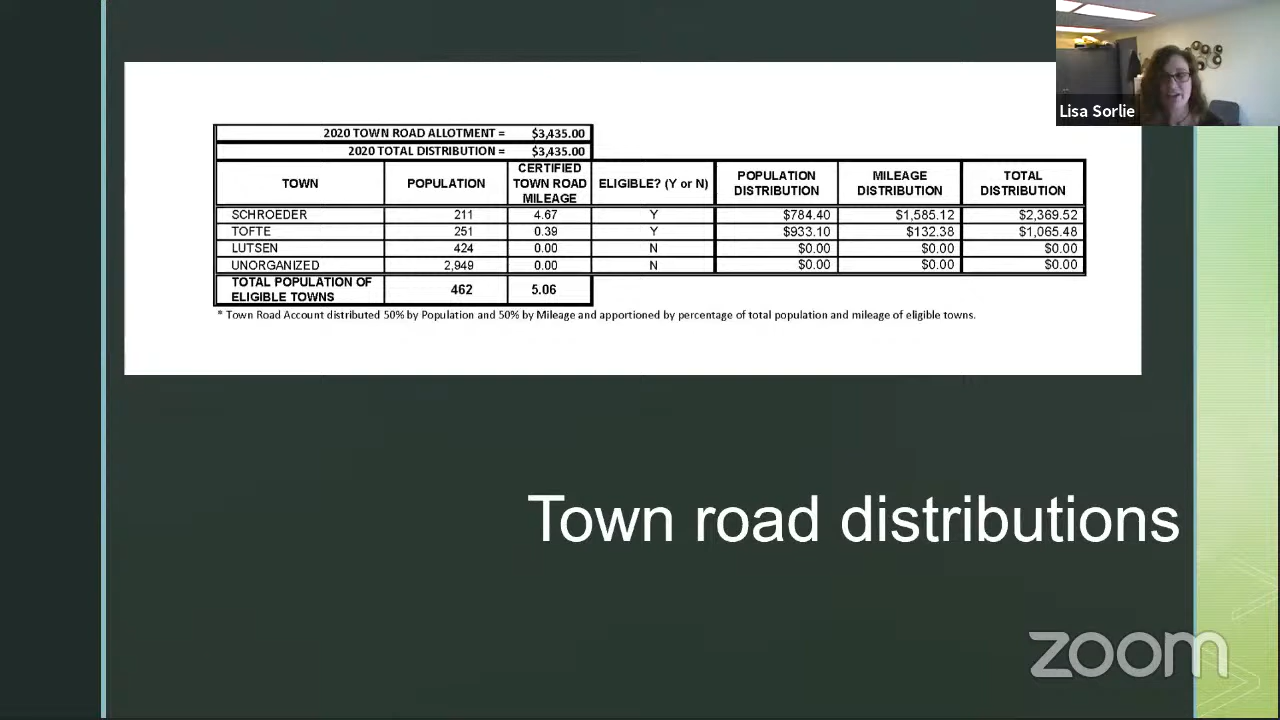 Lisa Sorlie
2020 TOWN ROAD ALLOTMENT = $3,435.00
2020 TOTAL DISTRIBUTION = $3,435.00
TOWN POPULATION CERTIFIED TOWN ROAD MILEAGE ELIGIBLE? (Y or N) POPULATION DISTRIBUTION MILEAGE DISTRIBUTION TOTAL DISTRIBUTION
SCHROEDER 211 4.67 Y $784.40 $1,585.12 $2,369.52
TOFTE 251 0.39 Y $933.10 $132.38 $1,065.48
LUTSEN 424 0.00 N $0.00 $0.00 $0.00
UNORGANIZED 2,949 0.00 N $0.00 $0.00 $0.00
TOTAL POPULATION OF ELIGIBLE TOWNS 462 5.06
* Town Road Account distributed 50% by Population and 50% by Mileage and apportioned by percentage of total population and mileage of eligible towns.
Town road distributions
zoom